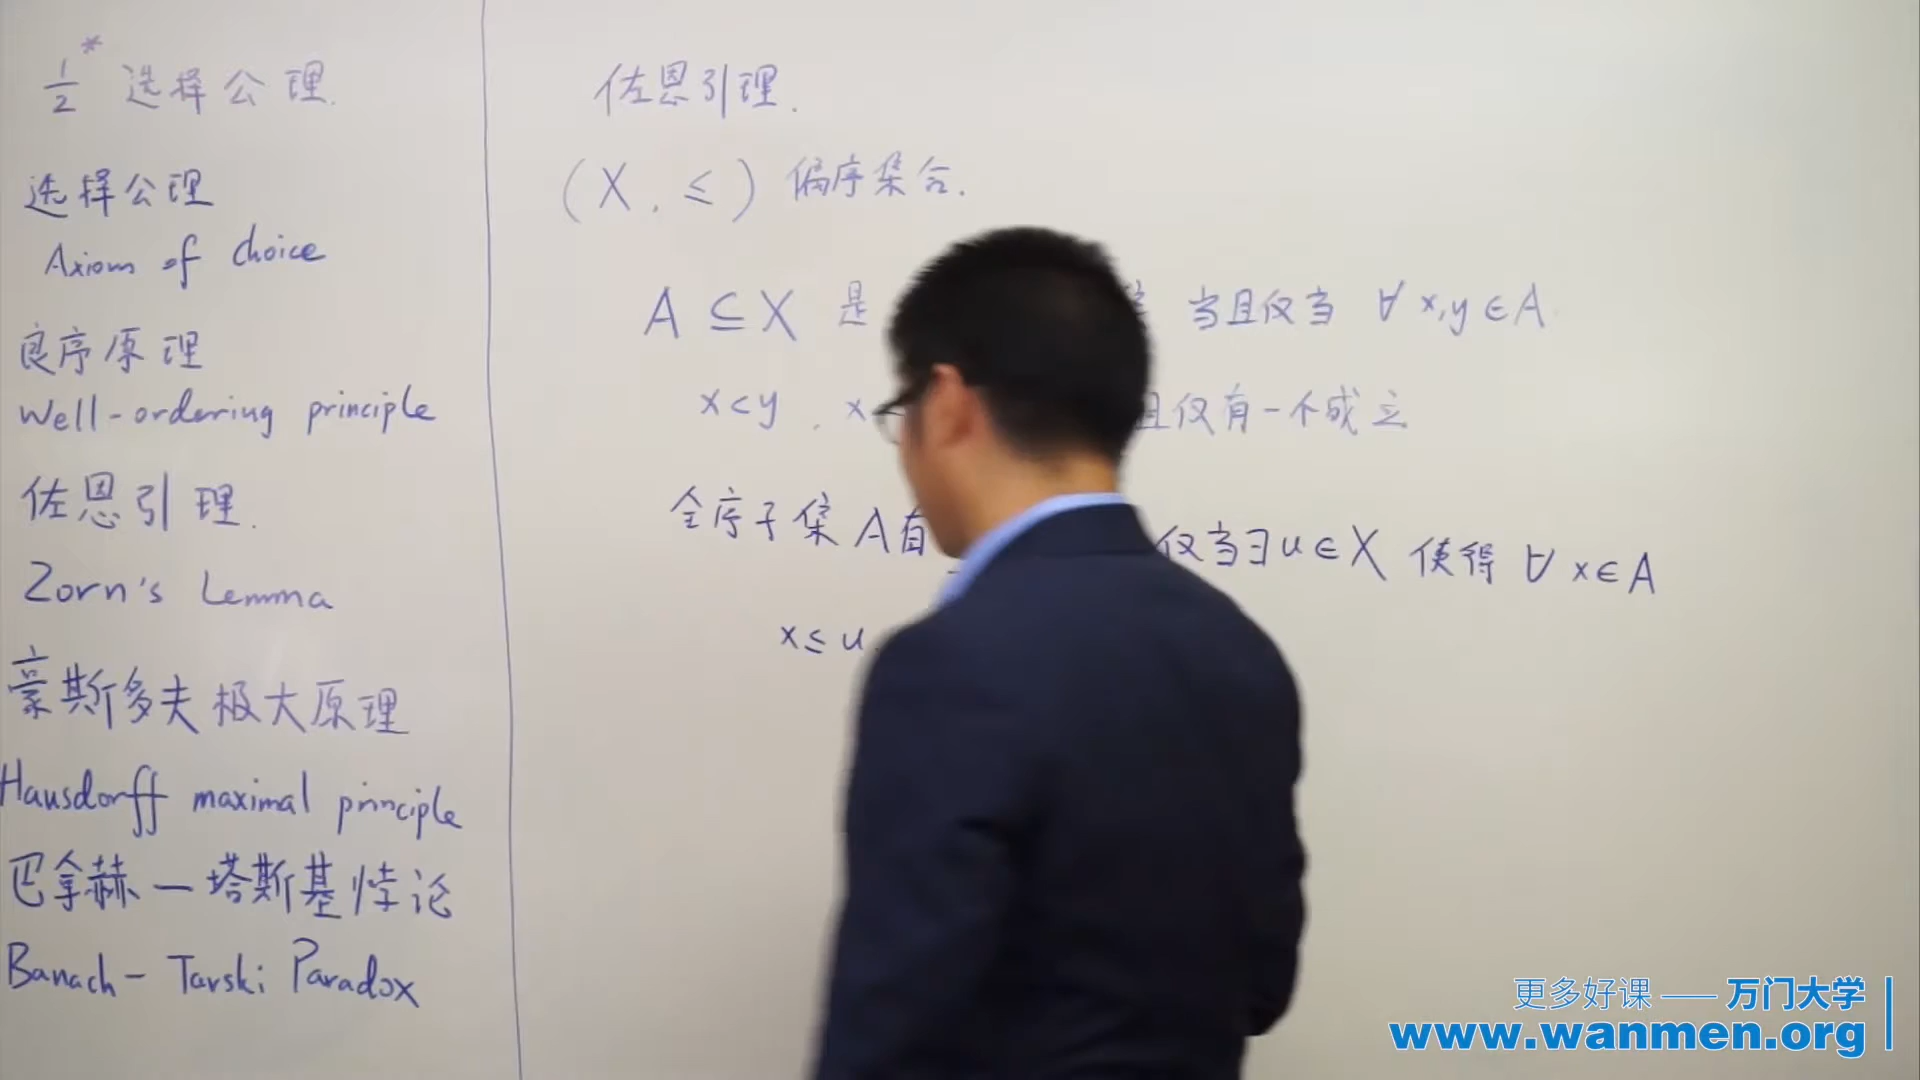 1/2* 选择公理.
选择公理
Axiom of choice
良序原理
Well-ordering principle
佐恩引理.
Zorn's Lemma
豪斯多夫极大原理
Hausdorff maximal principle
巴拿赫—塔斯基悖论
Banach - Tarski Paradox
佐恩引理.
(X, ≤) 偏序集合.
A ⊆ X 是 当且仅当 ∀ x,y ∈ A.
x<y, x 且仅有一个成立
全序子集 A 有 仅当 ∃ u ∈ X 使得 ∀ x ∈ A
x ≤ u.
更多好课 —— 万门大学
www.wanmen.org